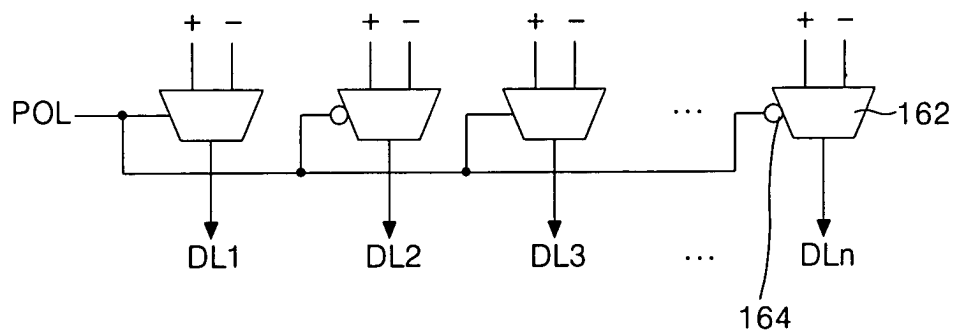 + − + − + − + −
POL ... 162
DL1 DL2 DL3 ... DLn
164